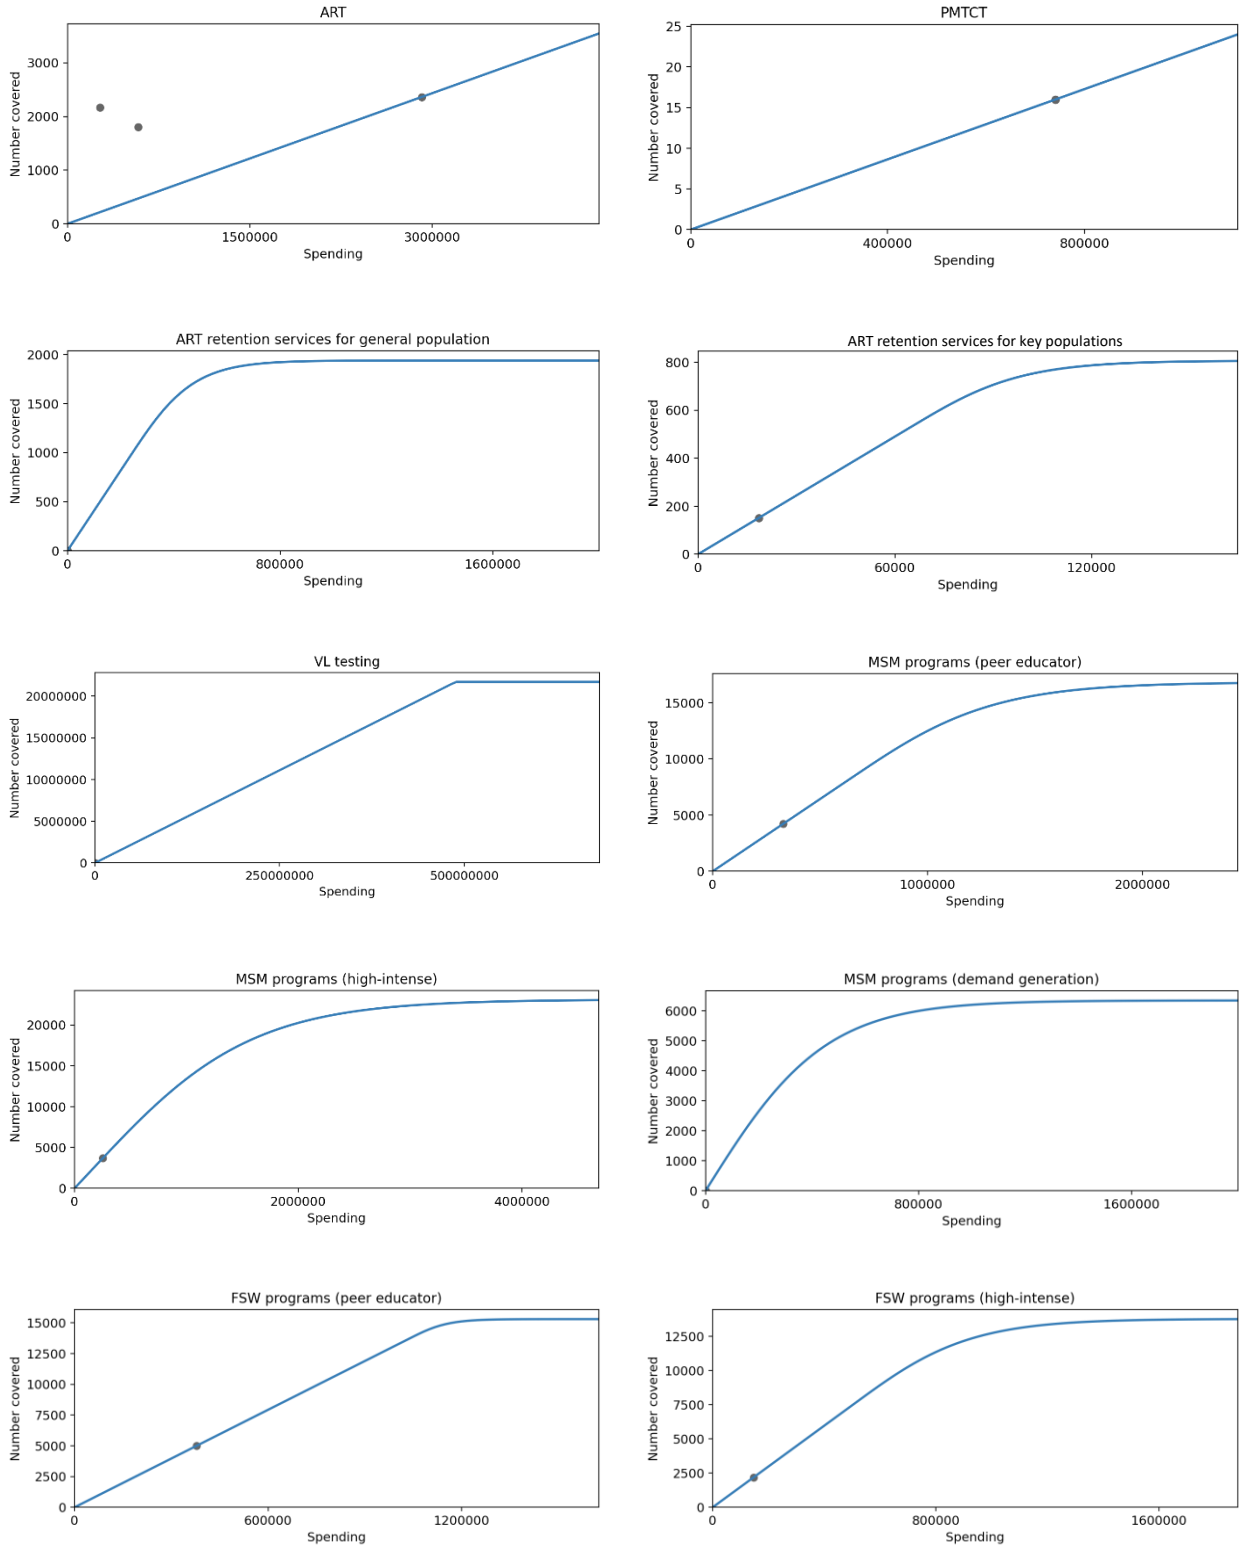 ART
3000
2000
1000
0
Number covered
0 1500000 3000000
Spending
PMTCT
25
20
15
10
5
0
Number covered
0 400000 800000
Spending
ART retention services for general population
2000
1500
1000
500
0
Number covered
0 800000 1600000
Spending
ART retention services for key populations
800
600
400
200
0
Number covered
0 60000 120000
Spending
VL testing
20000000
15000000
10000000
5000000
0
Number covered
0 250000000 500000000
Spending
MSM programs (peer educator)
15000
10000
5000
0
Number covered
0 1000000 2000000
Spending
MSM programs (high-intense)
20000
15000
10000
5000
0
Number covered
0 2000000 4000000
Spending
MSM programs (demand generation)
6000
5000
4000
3000
2000
1000
0
Number covered
0 800000 1600000
Spending
FSW programs (peer educator)
15000
12500
10000
7500
5000
2500
0
Number covered
0 600000 1200000
Spending
FSW programs (high-intense)
12500
10000
7500
5000
2500
0
Number covered
0 800000 1600000
Spending